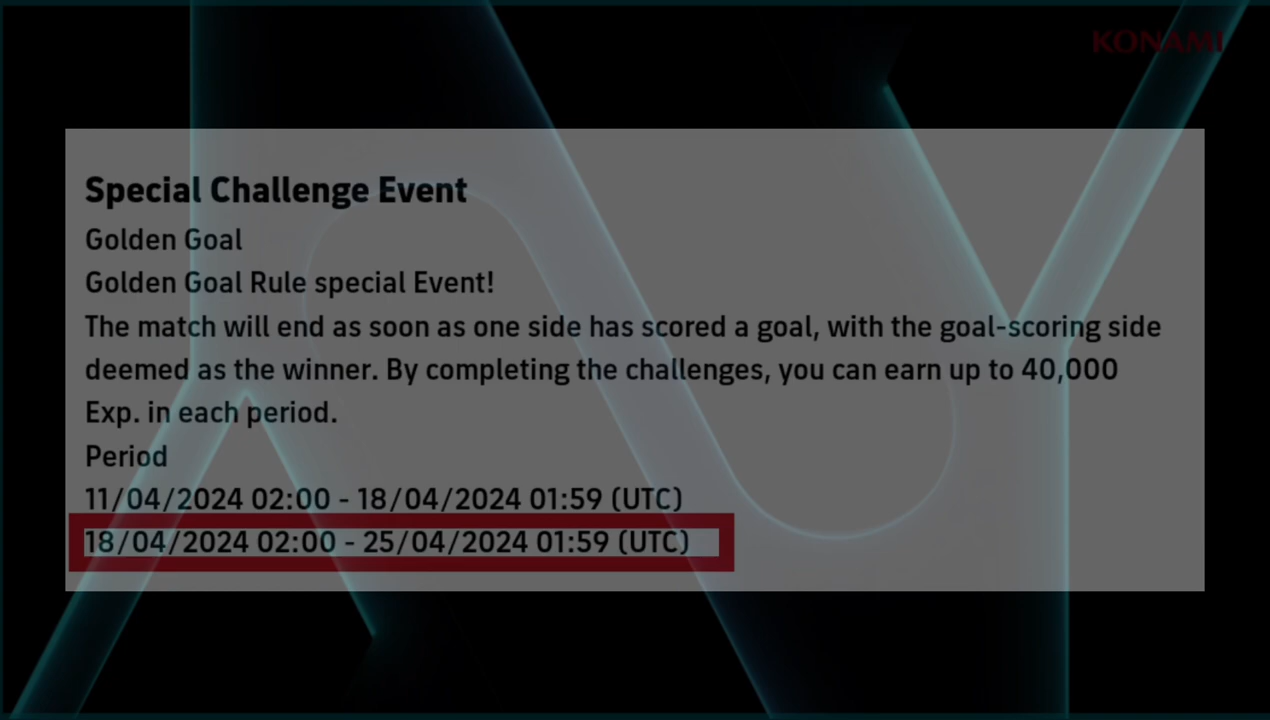 KONAMI
Special Challenge Event
Golden Goal
Golden Goal Rule special Event!
The match will end as soon as one side has scored a goal, with the goal-scoring side
deemed as the winner. By completing the challenges, you can earn up to 40,000
Exp. in each period.
Period
11/04/2024 02:00 - 18/04/2024 01:59 (UTC)
18/04/2024 02:00 - 25/04/2024 01:59 (UTC)